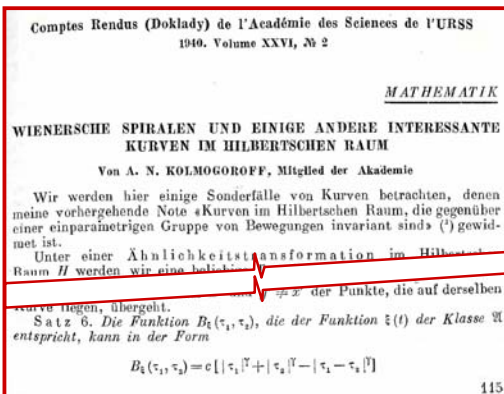 Comptes Rendus (Doklady) de l'Académie des Sciences de l'URSS
1940. Volume XXVI, № 2
MATHEMATIK
WIENERSCHE SPIRALEN UND EINIGE ANDERE INTERESSANTE
KURVEN IM HILBERTSCHEN RAUM
Von A. N. KOLMOGOROFF, Mitglied der Akademie
Wir werden hier einige Sonderfälle von Kurven betrachten, denen
meine vorhergehende Note «Kurven im Hilbertschen Raum, die gegenüber
einer einparametrigen Gruppe von Bewegungen invariant sind» (¹) gewid-
met ist.
Unter einer Ähnlichkeitstransformation im
Raum H werden wir eine
der Punkte, die auf derselben
Kurve liegen, übergeht.
Satz 6. Die Funktion B_ξ(τ₁, τ₂), die der Funktion ξ(t) der Klasse 𝔄
entspricht, kann in der Form
B_ξ(τ₁, τ₂) = c[|τ₁|^γ + |τ₂|^γ − |τ₁ − τ₂|^γ]
115